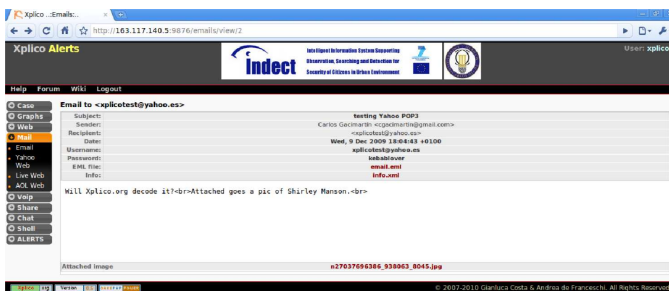 Xplico ..:Emails:..
http://163.117.140.5:9876/emails/view/2
Xplico Alerts
indect
Intelligent Information System Supporting
Observation, Searching and Detection for
Security of Citizens in Urban Environment
User: xplico
Help Forum Wiki Logout
Case
Graphs
Web
Mail
Email
Yahoo Web
Live Web
AOL Web
Voip
Share
Chat
Shell
ALERTS
Email to <xplicotest@yahoo.es>
Subject: testing Yahoo POP3
Sender: Carlos Gacimartin <cgacimartin@gmail.com>
Recipient: <xplicotest@yahoo.es>
Date: Wed, 9 Dec 2009 18:04:43 +0100
Username: xplicotest@yahoo.es
Password: kebablover
EML file: email.eml
Info: info.xml
Will Xplico.org decode it?<br>Attached goes a pic of Shirley Manson.<br>
Attached image n27037696386_938063_8045.jpg
© 2007-2010 Gianluca Costa & Andrea de Franceschi. All Rights Reserved